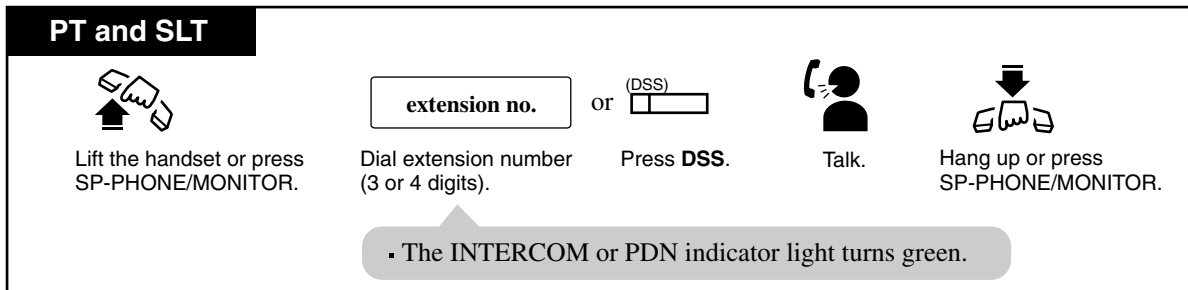 PT and SLT
extension no.
or
(DSS)
Lift the handset or press
SP-PHONE/MONITOR.
Dial extension number
(3 or 4 digits).
Press DSS.
Talk.
Hang up or press
SP-PHONE/MONITOR.
▪ The INTERCOM or PDN indicator light turns green.